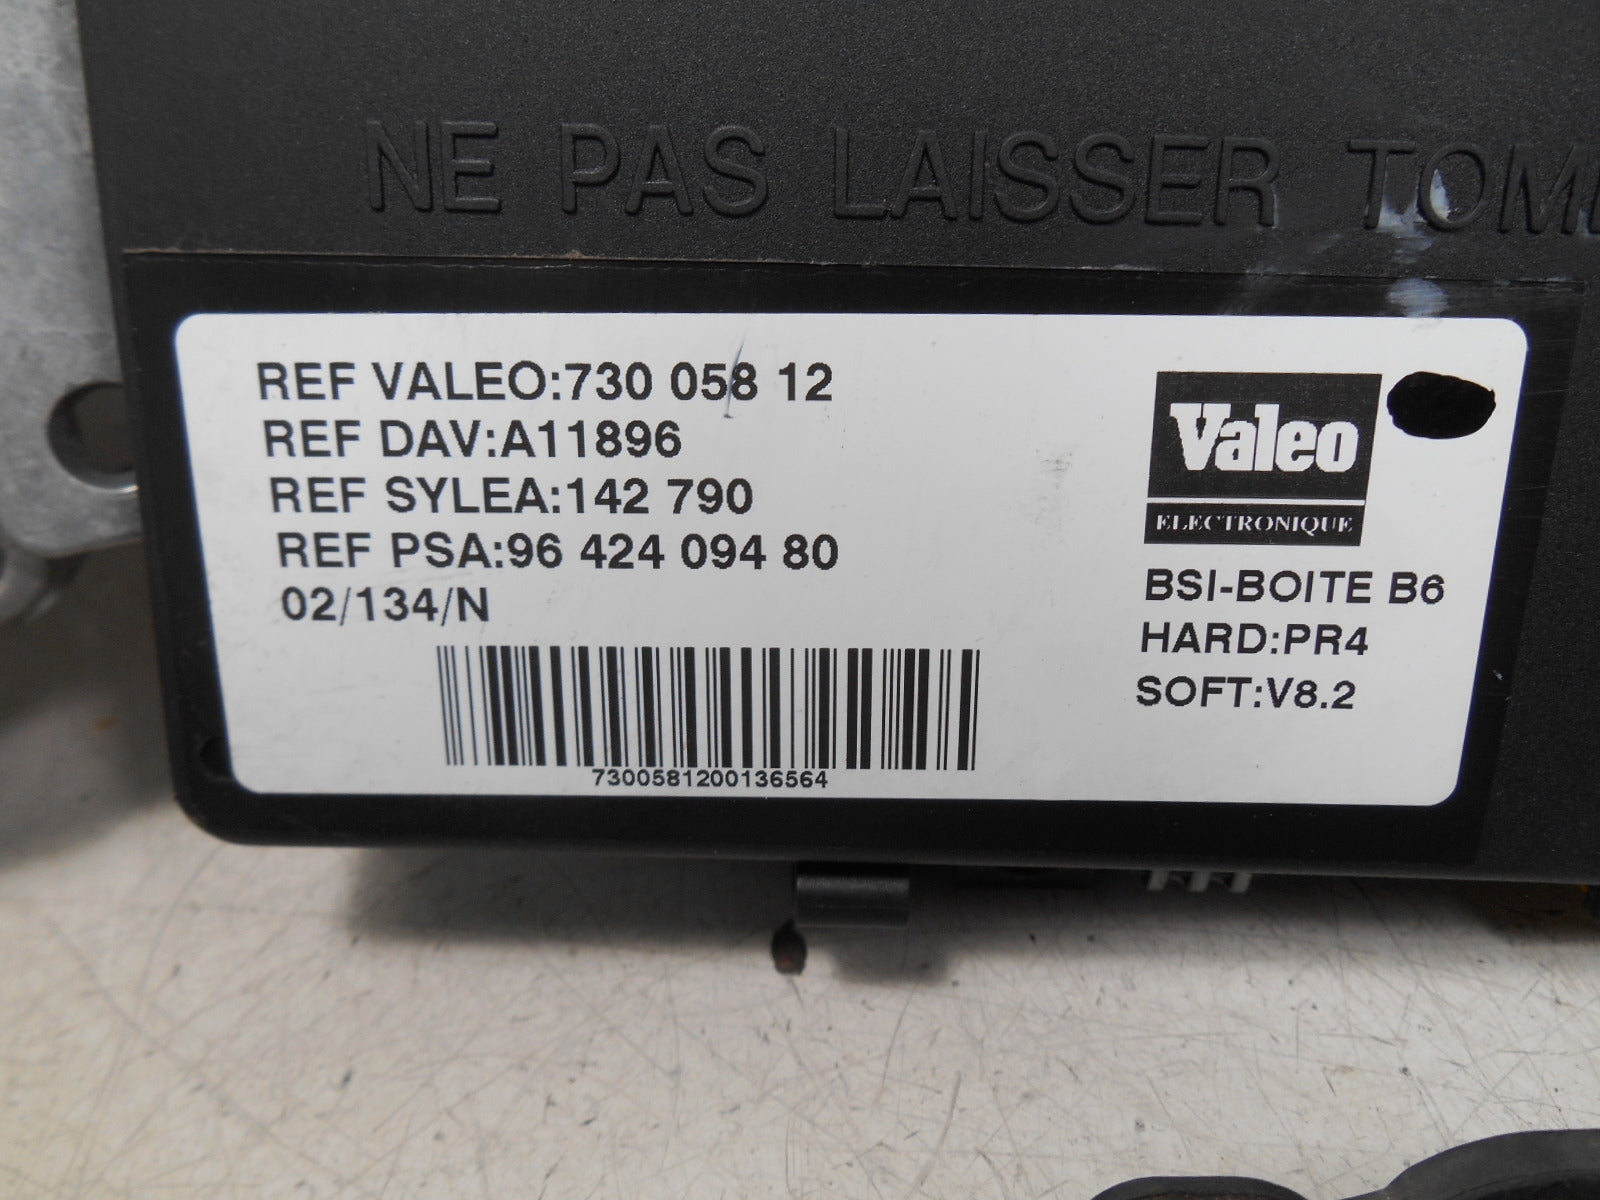 NE PAS LAISSER
REF VALEO:730 058 12
REF DAV:A11896
REF SYLEA:142 790
REF PSA:96 424 094 80
02/134/N
7300581200136564
Valeo
ELECTRONIQUE
BSI-BOITE B6
HARD:PR4
SOFT:V8.2